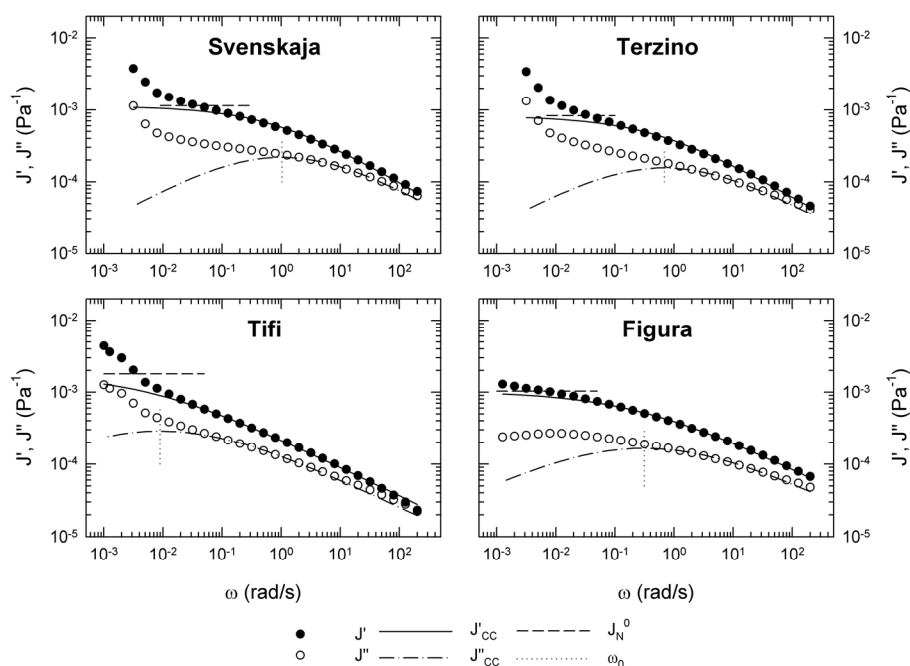 Svenskaja
Terzino
10⁻²
10⁻³
10⁻⁴
10⁻⁵
J', J" (Pa⁻¹)
10⁻²
10⁻³
10⁻⁴
10⁻⁵
J', J" (Pa⁻¹)
10⁻³ 10⁻² 10⁻¹ 10⁰ 10¹ 10²
10⁻³ 10⁻² 10⁻¹ 10⁰ 10¹ 10²
Tifi
Figura
10⁻²
10⁻³
10⁻⁴
10⁻⁵
J', J" (Pa⁻¹)
10⁻²
10⁻³
10⁻⁴
10⁻⁵
J', J" (Pa⁻¹)
10⁻³ 10⁻² 10⁻¹ 10⁰ 10¹ 10²
10⁻³ 10⁻² 10⁻¹ 10⁰ 10¹ 10²
ω (rad/s)
ω (rad/s)
J' J'CC JN⁰
J" J"CC ω₀